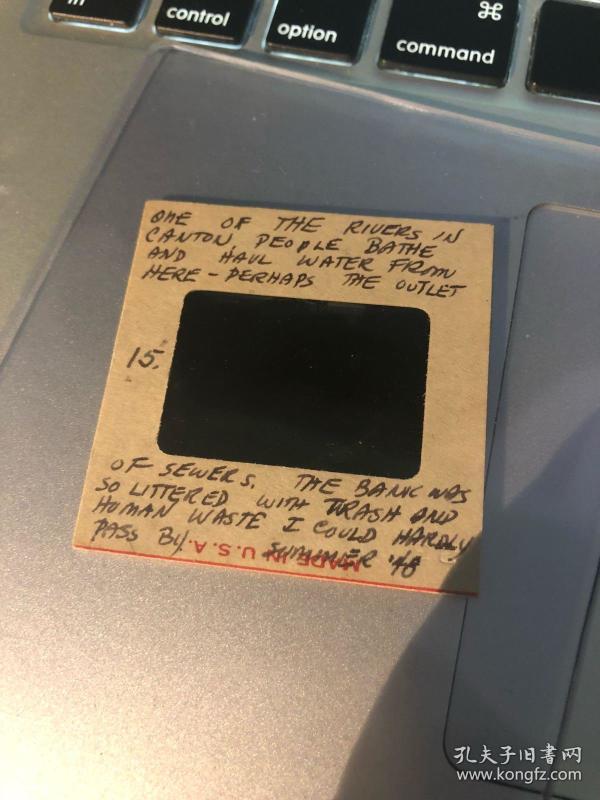 fn
control
option
⌘
command
ONE OF THE RIVERS IN
CANTON, PEOPLE BATHE
AND HAUL WATER FROM
HERE - PERHAPS THE OUTLET
15.
OF SEWERS. THE BANK WAS
SO LITTERED WITH TRASH AND
HUMAN WASTE I COULD HARDLY
PASS BY. SUMMER '48
MADE IN U.S.A.
孔夫子旧书网
www.kongfz.com